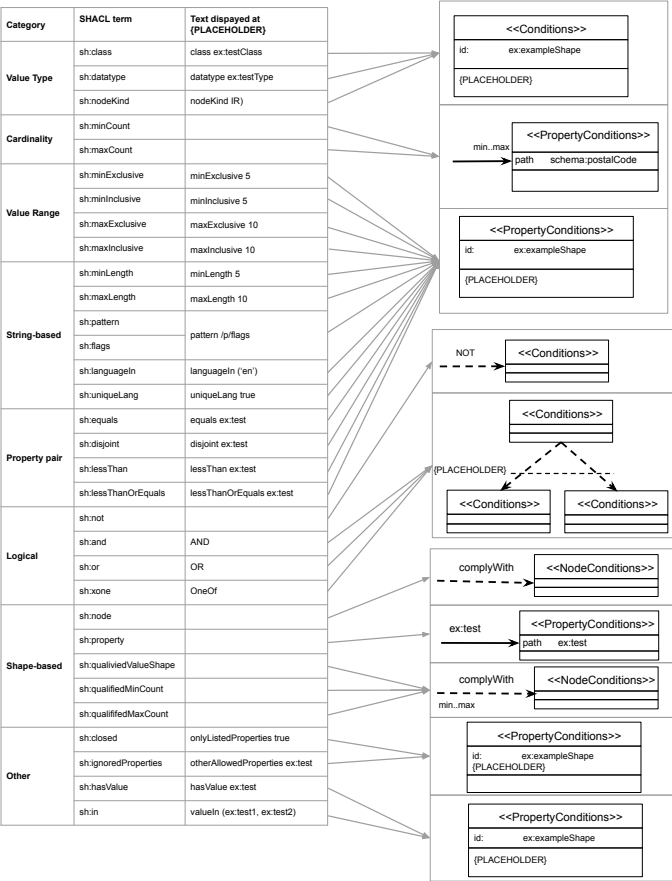 Category SHACL term Text dispayed at
{PLACEHOLDER}
Value Type
sh:class class ex:testClass
sh:datatype datatype ex:testType
sh:nodeKind nodeKind IR)
Cardinality
sh:minCount
sh:maxCount
Value Range
sh:minExclusive minExclusive 5
sh:minInclusive minInclusive 5
sh:maxExclusive maxExclusive 10
sh:maxInclusive maxInclusive 10
String-based
sh:minLength minLength 5
sh:maxLength maxLength 10
sh:pattern
pattern /p/flags
sh:flags
sh:languageIn languageIn (‘en’)
sh:uniqueLang uniqueLang true
Property pair
sh:equals equals ex:test
sh:disjoint disjoint ex:test
sh:lessThan lessThan ex:test
sh:lessThanOrEquals lessThanOrEquals ex:test
Logical
sh:not
sh:and AND
sh:or OR
sh:xone OneOf
Shape-based
sh:node
sh:property
sh:qualiviedValueShape
sh:qualifiedMinCount
sh:qualififedMaxCount
Other
sh:closed onlyListedProperties true
sh:ignoredProperties otherAllowedProperties ex:test
sh:hasValue hasValue ex:test
sh:in valueIn (ex:test1, ex:test2)
<<Conditions>>
id: ex:exampleShape
{PLACEHOLDER}
<<PropertyConditions>>
min..max
path schema:postalCode
<<PropertyConditions>>
id: ex:exampleShape
{PLACEHOLDER}
NOT <<Conditions>>
<<Conditions>>
{PLACEHOLDER}
<<Conditions>> <<Conditions>>
complyWith <<NodeConditions>>
ex:test <<PropertyConditions>>
path ex:test
complyWith <<NodeConditions>>
min..max
<<PropertyConditions>>
id: ex:exampleShape
{PLACEHOLDER}
<<PropertyConditions>>
id: ex:exampleShape
{PLACEHOLDER}